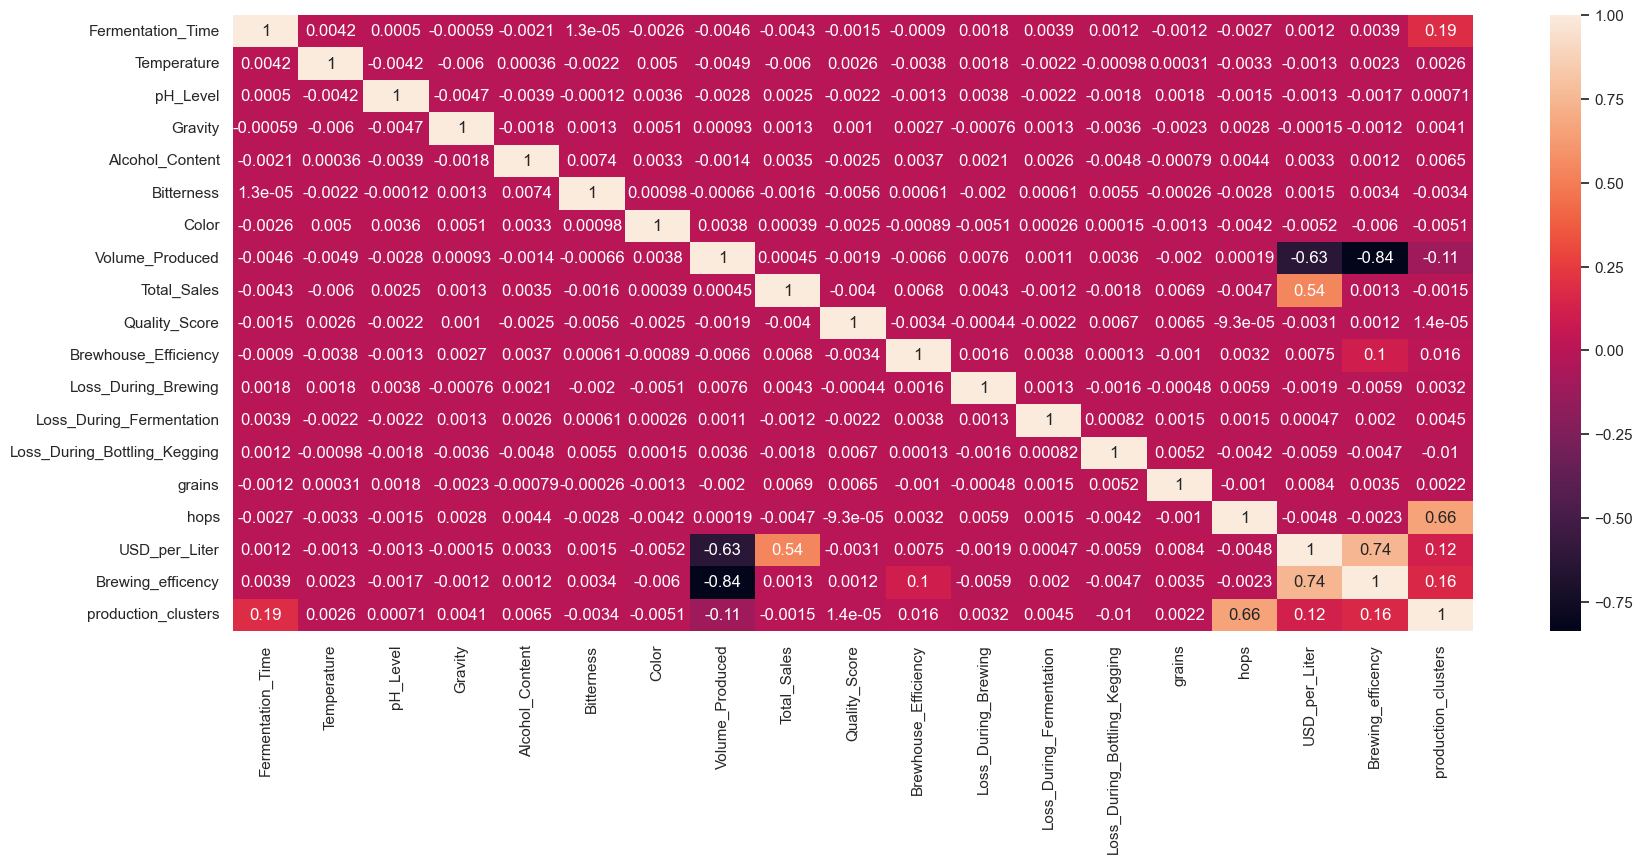 Fermentation_Time 1 0.0042 0.0005 -0.00059 -0.0021 1.3e-05 -0.0026 -0.0046 -0.0043 -0.0015 -0.0009 0.0018 0.0039 0.0012 -0.0012 -0.0027 0.0012 0.0039 0.19
Temperature 0.0042 1 -0.0042 -0.006 0.00036 -0.0022 0.005 -0.0049 -0.006 0.0026 -0.0038 0.0018 -0.0022 -0.00098 0.00031 -0.0033 -0.0013 0.0023 0.0026
pH_Level 0.0005 -0.0042 1 -0.0047 -0.0039 -0.00012 0.0036 -0.0028 0.0025 -0.0022 -0.0013 0.0038 -0.0022 -0.0018 0.0018 -0.0015 -0.0013 -0.0017 0.00071
Gravity -0.00059 -0.006 -0.0047 1 -0.0018 0.0013 0.0051 0.00093 0.0013 0.001 0.0027 -0.00076 0.0013 -0.0036 -0.0023 0.0028 -0.00015 -0.0012 0.0041
Alcohol_Content -0.0021 0.00036 -0.0039 -0.0018 1 0.0074 0.0033 -0.0014 0.0035 -0.0025 0.0037 0.0021 0.0026 -0.0048 -0.00079 0.0044 0.0033 0.0012 0.0065
Bitterness 1.3e-05 -0.0022 -0.00012 0.0013 0.0074 1 0.00098 -0.00066 -0.0016 -0.0056 0.00061 -0.002 0.00061 0.0055 -0.00026 -0.0028 0.0015 0.0034 -0.0034
Color -0.0026 0.005 0.0036 0.0051 0.0033 0.00098 1 0.0038 0.00039 -0.0025 -0.00089 -0.0051 0.00026 0.00015 -0.0013 -0.0042 -0.0052 -0.006 -0.0051
Volume_Produced -0.0046 -0.0049 -0.0028 0.00093 -0.0014 -0.00066 0.0038 1 0.00045 -0.0019 -0.0066 0.0076 0.0011 0.0036 -0.002 0.00019 -0.63 -0.84 -0.11
Total_Sales -0.0043 -0.006 0.0025 0.0013 0.0035 -0.0016 0.00039 0.00045 1 -0.004 0.0068 0.0043 -0.0012 -0.0018 0.0069 -0.0047 0.54 0.0013 -0.0015
Quality_Score -0.0015 0.0026 -0.0022 0.001 -0.0025 -0.0056 -0.0025 -0.0019 -0.004 1 -0.0034 -0.00044 -0.0022 0.0067 0.0065 -9.3e-05 -0.0031 0.0012 1.4e-05
Brewhouse_Efficiency -0.0009 -0.0038 -0.0013 0.0027 0.0037 0.00061 -0.00089 -0.0066 0.0068 -0.0034 1 0.0016 0.0038 0.00013 -0.001 0.0032 0.0075 0.1 0.016
Loss_During_Brewing 0.0018 0.0018 0.0038 -0.00076 0.0021 -0.002 -0.0051 0.0076 0.0043 -0.00044 0.0016 1 0.0013 -0.0016 -0.00048 0.0059 -0.0019 -0.0059 0.0032
Loss_During_Fermentation 0.0039 -0.0022 -0.0022 0.0013 0.0026 0.00061 0.00026 0.0011 -0.0012 -0.0022 0.0038 0.0013 1 0.00082 0.0015 0.0015 0.00047 0.002 0.0045
Loss_During_Bottling_Kegging 0.0012 -0.00098 -0.0018 -0.0036 -0.0048 0.0055 0.00015 0.0036 -0.0018 0.0067 0.00013 -0.0016 0.00082 1 0.0052 -0.0042 -0.0059 -0.0047 -0.01
grains -0.0012 0.00031 0.0018 -0.0023 -0.00079 -0.00026 -0.0013 -0.002 0.0069 0.0065 -0.001 -0.00048 0.0015 0.0052 1 -0.001 0.0084 0.0035 0.0022
hops -0.0027 -0.0033 -0.0015 0.0028 0.0044 -0.0028 -0.0042 0.00019 -0.0047 -9.3e-05 0.0032 0.0059 0.0015 -0.0042 -0.001 1 -0.0048 -0.0023 0.66
USD_per_Liter 0.0012 -0.0013 -0.0013 -0.00015 0.0033 0.0015 -0.0052 -0.63 0.54 -0.0031 0.0075 -0.0019 0.00047 -0.0059 0.0084 -0.0048 1 0.74 0.12
Brewing_efficency 0.0039 0.0023 -0.0017 -0.0012 0.0012 0.0034 -0.006 -0.84 0.0013 0.0012 0.1 -0.0059 0.002 -0.0047 0.0035 -0.0023 0.74 1 0.16
production_clusters 0.19 0.0026 0.00071 0.0041 0.0065 -0.0034 -0.0051 -0.11 -0.0015 1.4e-05 0.016 0.0032 0.0045 -0.01 0.0022 0.66 0.12 0.16 1
Fermentation_Time
Temperature
pH_Level
Gravity
Alcohol_Content
Bitterness
Color
Volume_Produced
Total_Sales
Quality_Score
Brewhouse_Efficiency
Loss_During_Brewing
Loss_During_Fermentation
Loss_During_Bottling_Kegging
grains
hops
USD_per_Liter
Brewing_efficency
production_clusters
1.00
0.75
0.50
0.25
0.00
-0.25
-0.50
-0.75